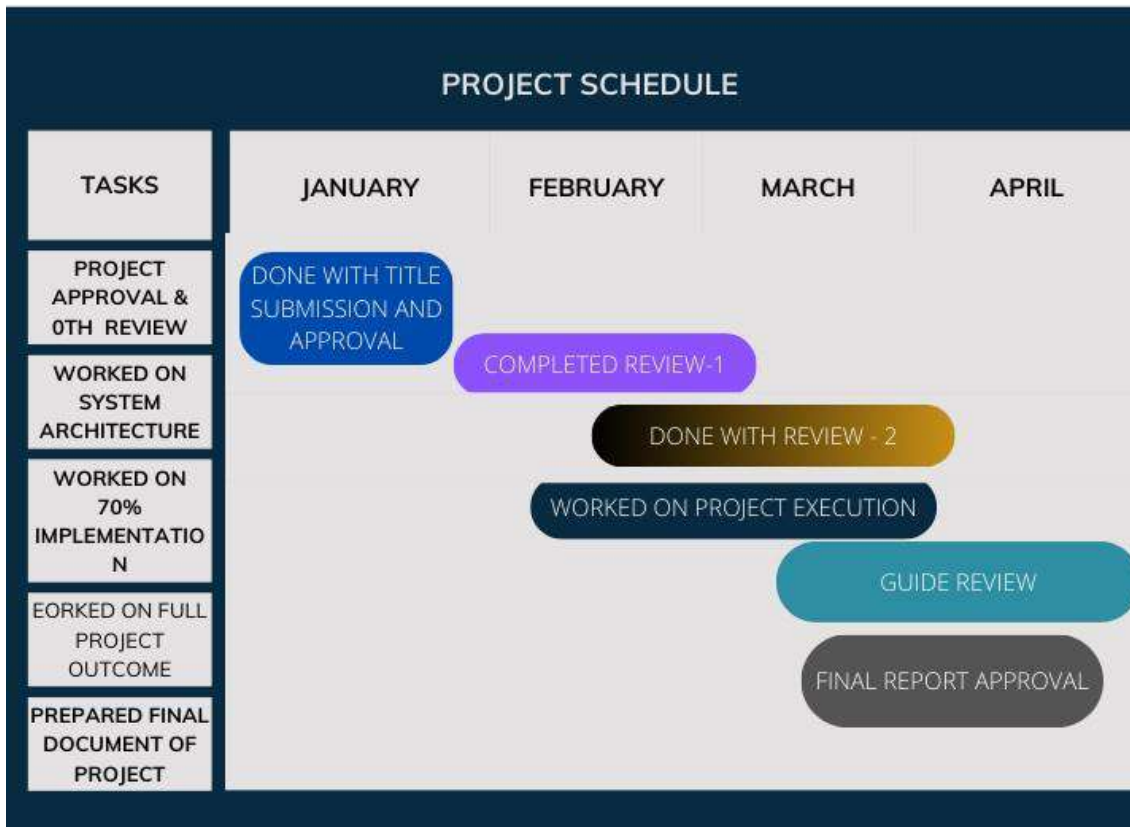 PROJECT SCHEDULE
TASKS
JANUARY
FEBRUARY
MARCH
APRIL
PROJECT
APPROVAL &
0TH REVIEW
DONE WITH TITLE
SUBMISSION AND
APPROVAL
COMPLETED REVIEW-1
WORKED ON
SYSTEM
ARCHITECTURE
DONE WITH REVIEW - 2
WORKED ON
70%
IMPLEMENTATIO
N
WORKED ON PROJECT EXECUTION
GUIDE REVIEW
EORKED ON FULL
PROJECT
OUTCOME
FINAL REPORT APPROVAL
PREPARED FINAL
DOCUMENT OF
PROJECT